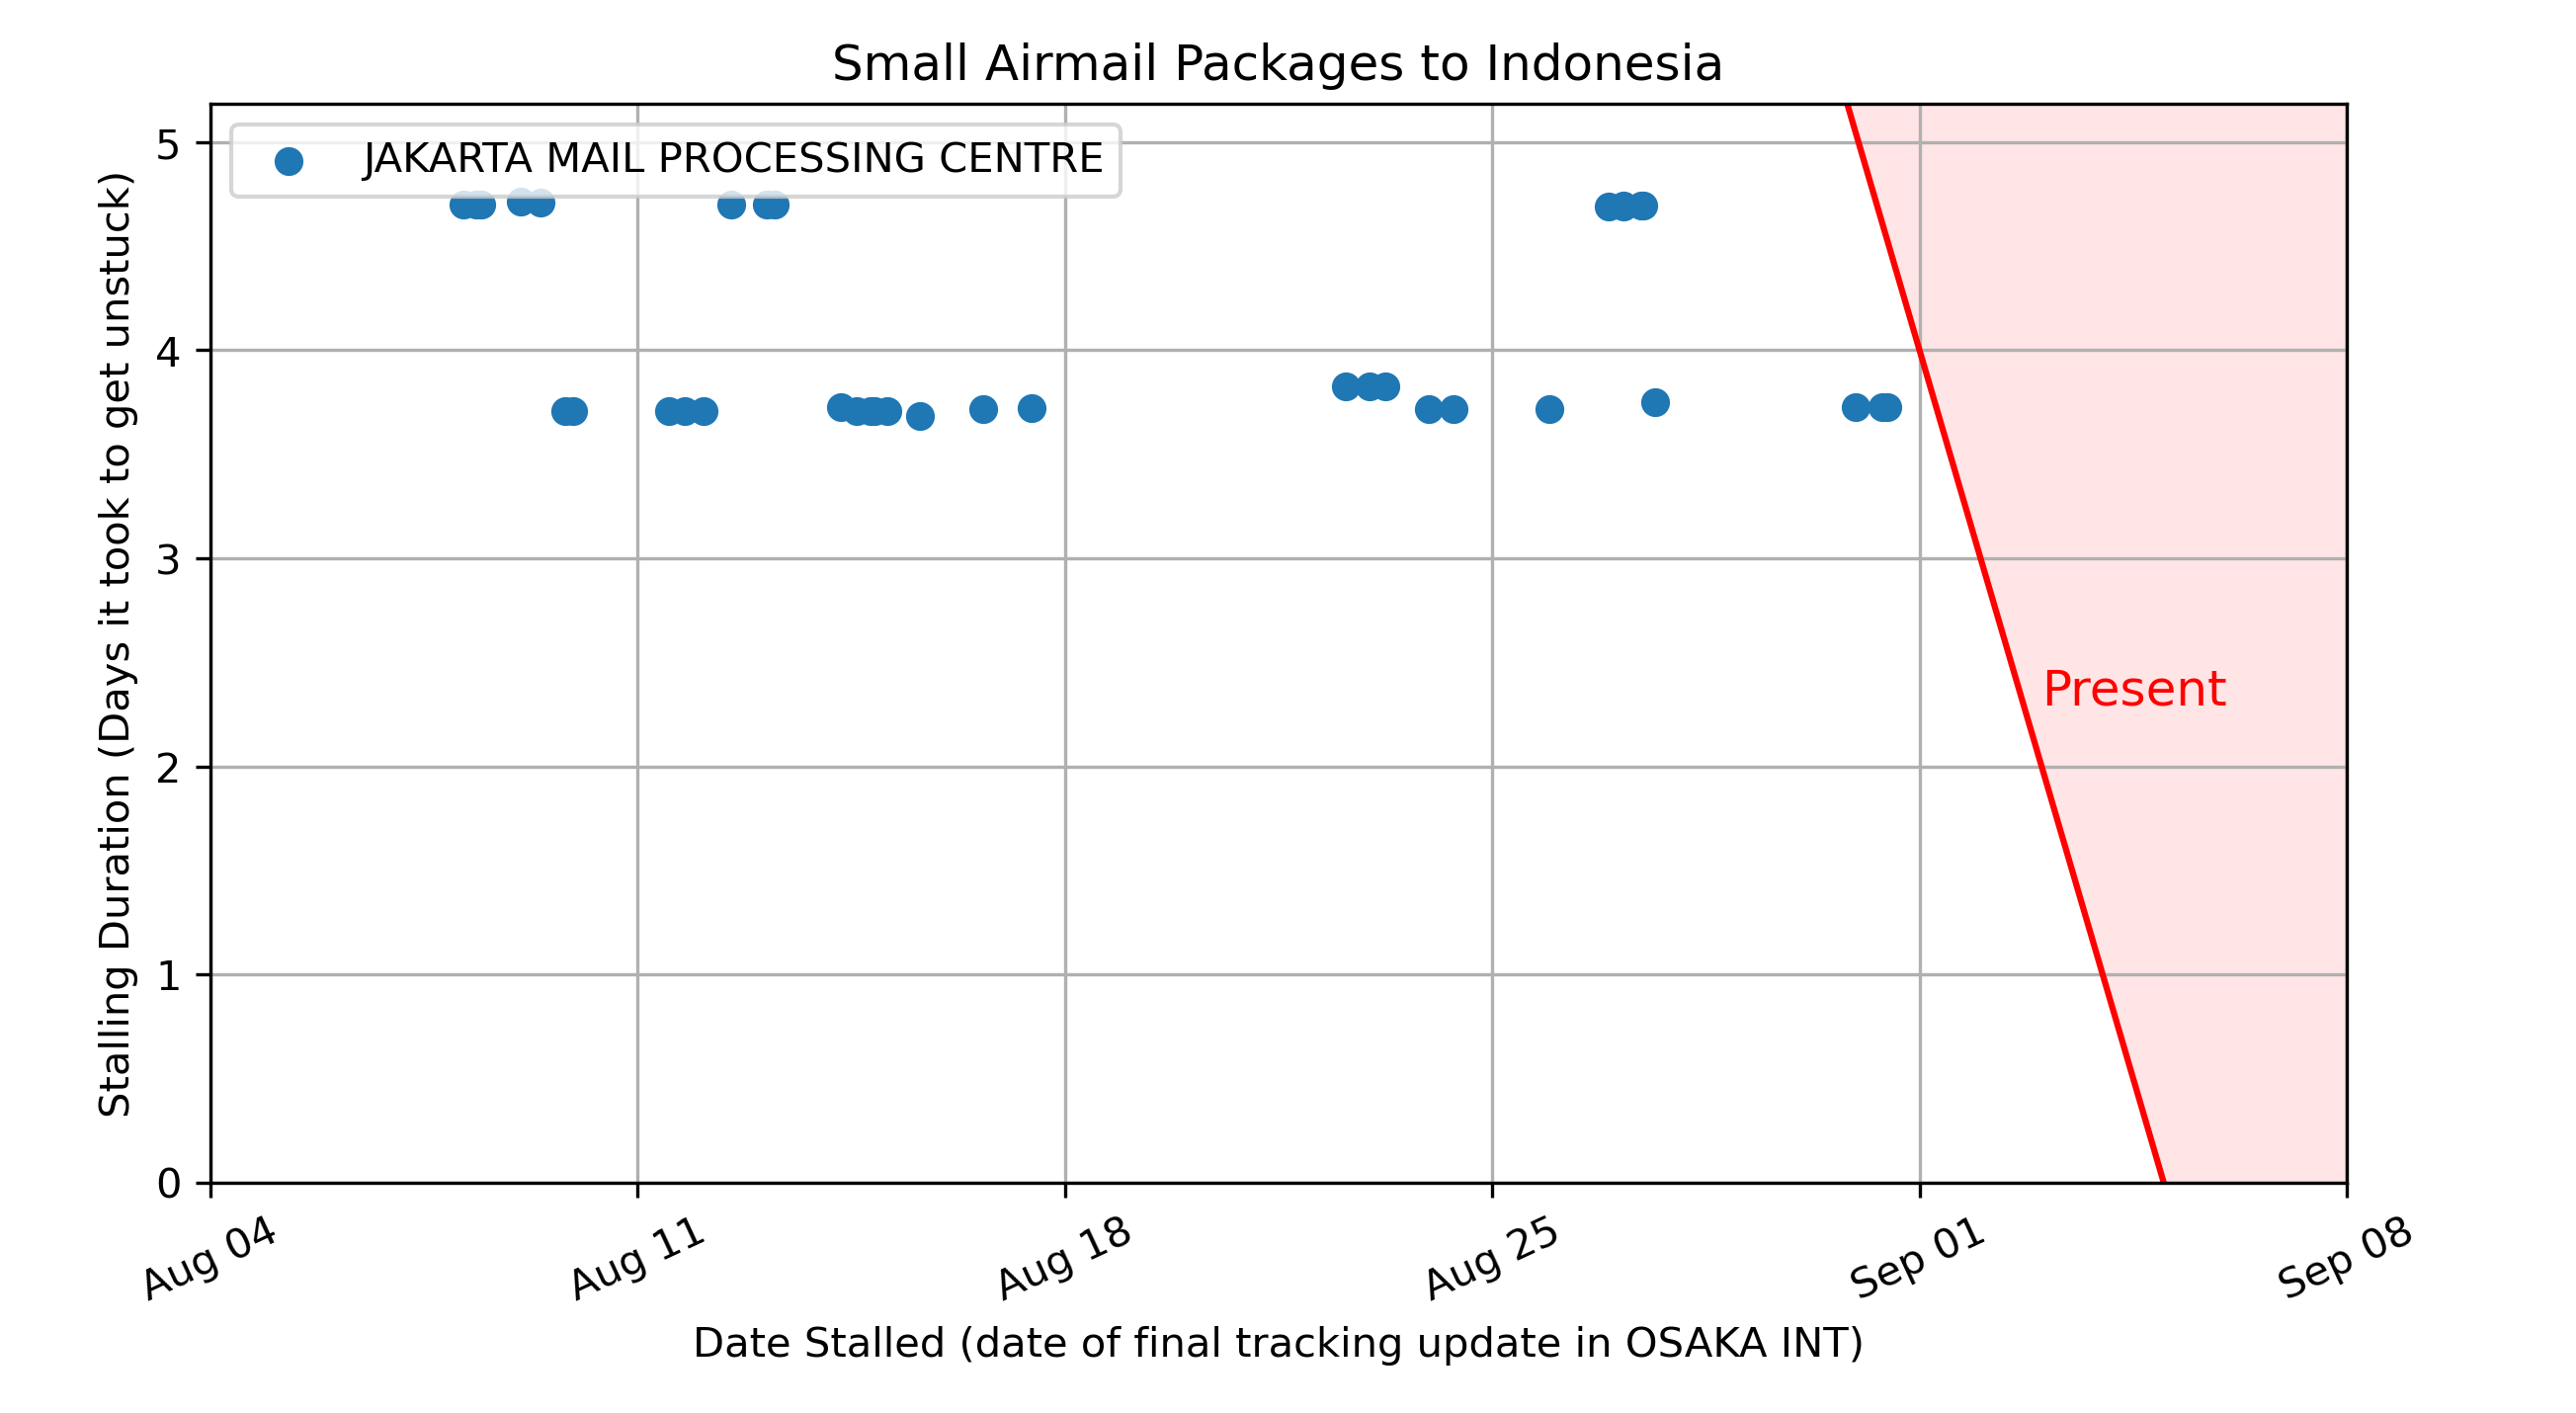 Small Airmail Packages to Indonesia
JAKARTA MAIL PROCESSING CENTRE
Stalling Duration (Days it took to get unstuck)
5
4
3
2
1
0
Present
Aug 04
Aug 11
Aug 18
Aug 25
Sep 01
Sep 08
Date Stalled (date of final tracking update in OSAKA INT)